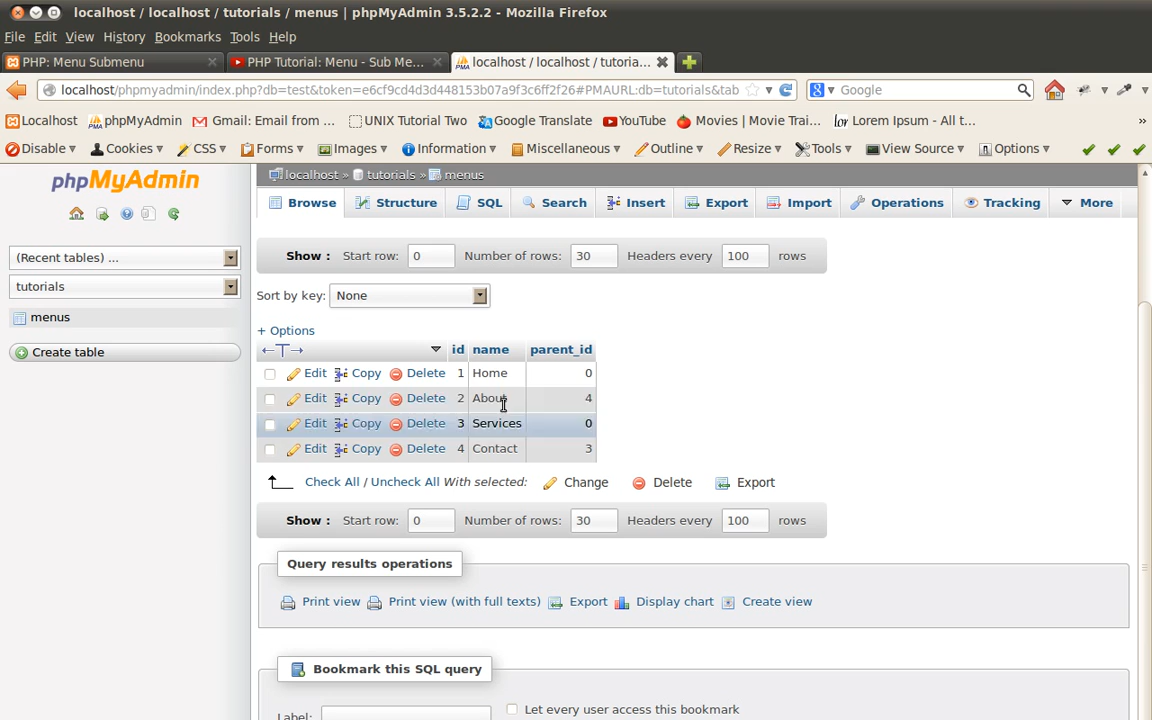 localhost / localhost / tutorials / menus | phpMyAdmin 3.5.2.2 - Mozilla Firefox
File Edit View History Bookmarks Tools Help
PHP: Menu Submenu PHP Tutorial: Menu - Sub Me... localhost / localhost / tutoria...
localhost/phpmyadmin/index.php?db=test&token=e6cf9cd4d3d448153b07a9f3c6ff2f26#PMAURL:db=tutorials&tab Google
Localhost phpMyAdmin Gmail: Email from ... UNIX Tutorial Two Google Translate YouTube Movies | Movie Trai... Lorem Ipsum - All t... »
Disable Cookies CSS Forms Images Information Miscellaneous Outline Resize Tools View Source Options
phpMyAdmin
(Recent tables) ...
tutorials
menus
Create table
localhost » tutorials » menus
Browse Structure SQL Search Insert Export Import Operations Tracking More
Show : Start row: 0 Number of rows: 30 Headers every 100 rows
Sort by key: None
+ Options
←T→ id name parent_id
Edit Copy Delete 1 Home 0
Edit Copy Delete 2 About 4
Edit Copy Delete 3 Services 0
Edit Copy Delete 4 Contact 3
Check All / Uncheck All With selected: Change Delete Export
Show : Start row: 0 Number of rows: 30 Headers every 100 rows
Query results operations
Print view Print view (with full texts) Export Display chart Create view
Bookmark this SQL query
Label: Let every user access this bookmark